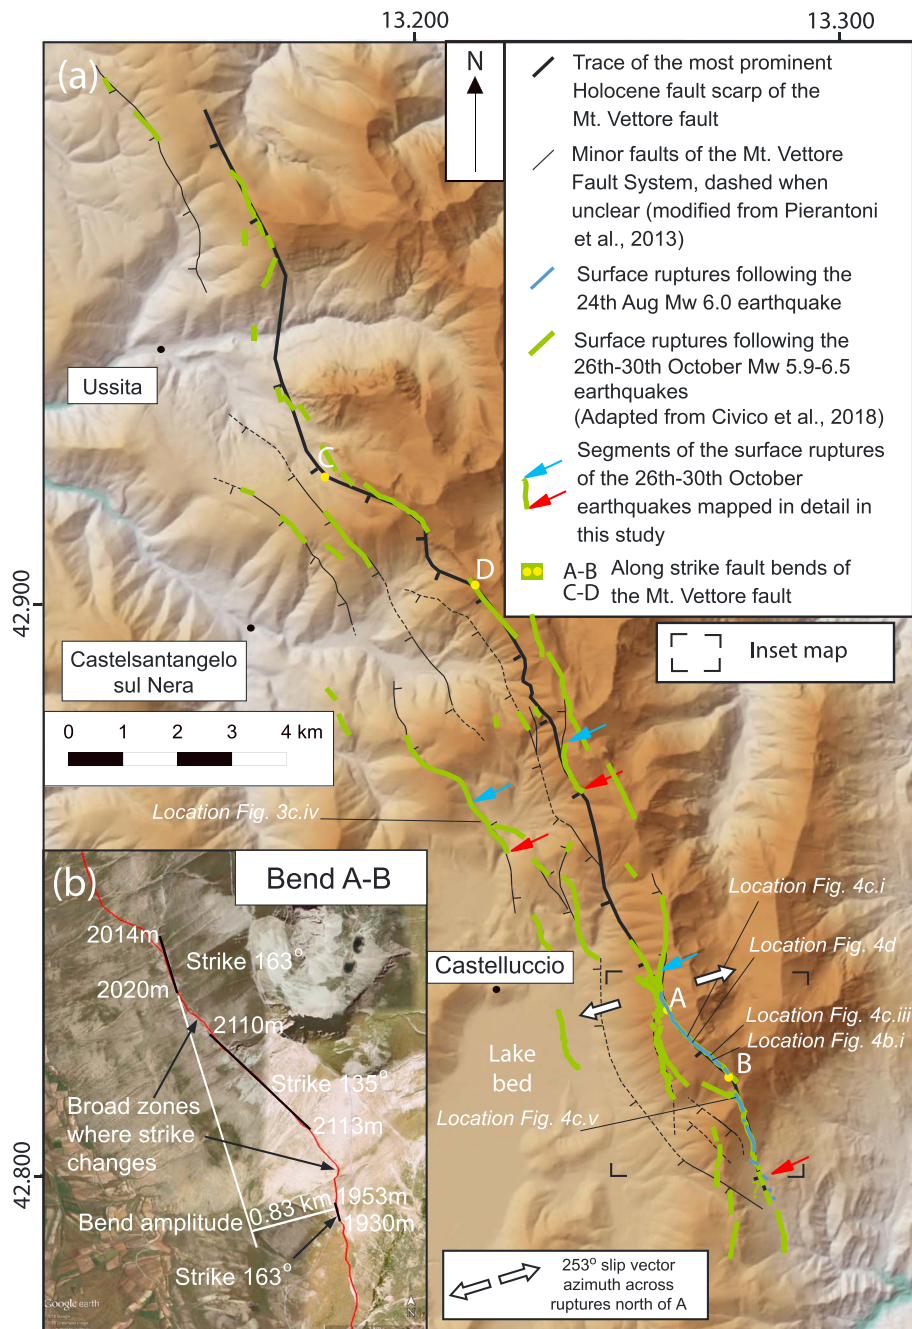 13.200
13.300
(a)
N
Trace of the most prominent
Holocene fault scarp of the
Mt. Vettore fault
Minor faults of the Mt. Vettore
Fault System, dashed when
unclear (modified from Pierantoni
et al., 2013)
Surface ruptures following the
24th Aug Mw 6.0 earthquake
Surface ruptures following the
26th-30th October Mw 5.9-6.5
earthquakes
(Adapted from Civico et al., 2018)
Segments of the surface ruptures
of the 26th-30th October
earthquakes mapped in detail in
this study
A-B
C-D
Along strike fault bends of
the Mt. Vettore fault
Inset map
Ussita
C
D
42.900
Castelsantangelo
sul Nera
0 1 2 3 4 km
Location Fig. 3c.iv
Location Fig. 4c.i
Location Fig. 4d
Castelluccio
A
Location Fig. 4c.iii
Location Fig. 4b.i
B
Lake
bed
Location Fig. 4c.v
42.800
253° slip vector
azimuth across
ruptures north of A
(b)
Bend A-B
2014m
Strike 163°
2020m
2110m
Strike 135°
Broad zones
where strike
changes
2113m
0.83 km
1953m
Bend amplitude
1930m
Strike 163°
Google earth
N